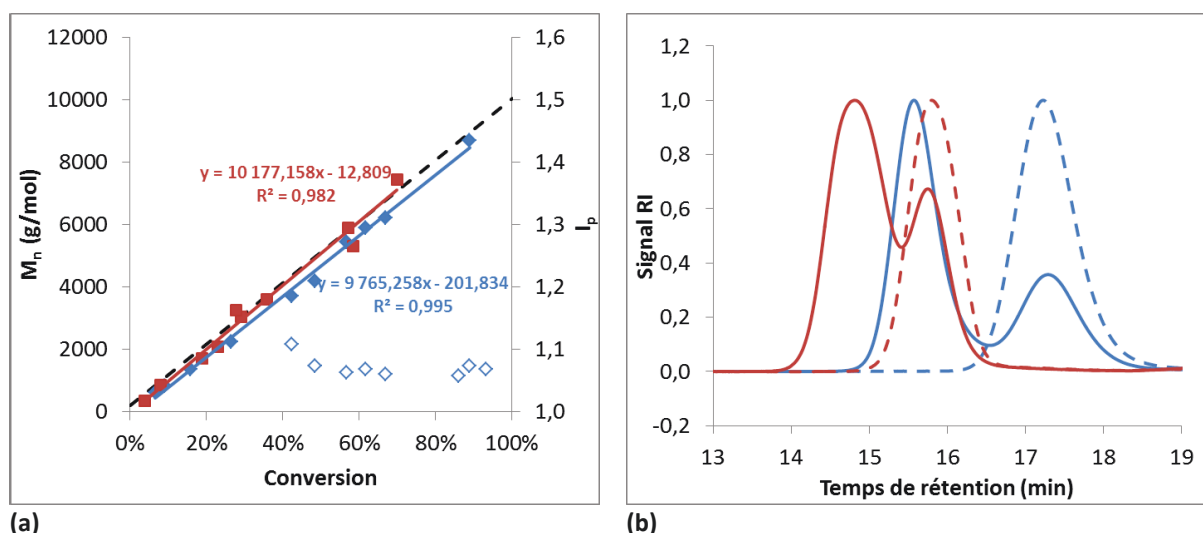 12000
10000
8000
6000
4000
2000
0
Mn (g/mol)
1,6
1,5
1,4
1,3
1,2
1,1
1,0
Ip
y = 10 177,158x - 12,809
R² = 0,982
y = 9 765,258x - 201,834
R² = 0,995
0% 20% 40% 60% 80% 100%
Conversion
(a)
1,2
1,0
0,8
0,6
0,4
0,2
0,0
-0,2
Signal RI
13 14 15 16 17 18 19
Temps de rétention (min)
(b)